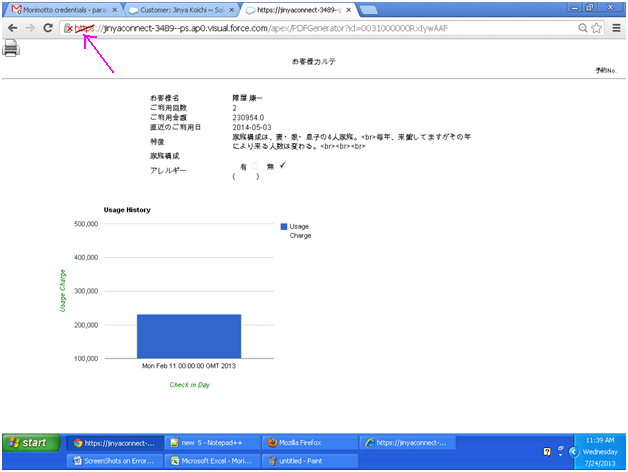 Morimotto credentials - para
Customer: Jinya Koichi ~ Sal
https://jinyaconnect-3489--p
https://jinyaconnect-3489--ps.ap0.visual.force.com/apex/PDFGenerator?id=0031000000RxIywAAF
お客様カルテ
予約No.
お客様名 陣屋 康一
ご利用回数 2
ご利用金額 230954.0
直近のご利用日 2014-05-03
特徴 家族構成は、妻・娘・息子の4人家族。<br>毎年、来館してますがその年
により来る人数は変わる。<br><br><br>
家族構成
アレルギー 有 無 ✓
( )
Usage History
500,000
400,000
300,000
200,000
100,000
Usage Charge
Usage
Charge
Mon Feb 11 00:00:00 GMT 2013
Check in Day
start
https://jinyaconnect-...
new 5 - Notepad++
Mozilla Firefox
https://jinyaconnect-...
ScreenShots on Error...
Microsoft Excel - Mori...
untitled - Paint
11:39 AM
Wednesday
7/24/2013